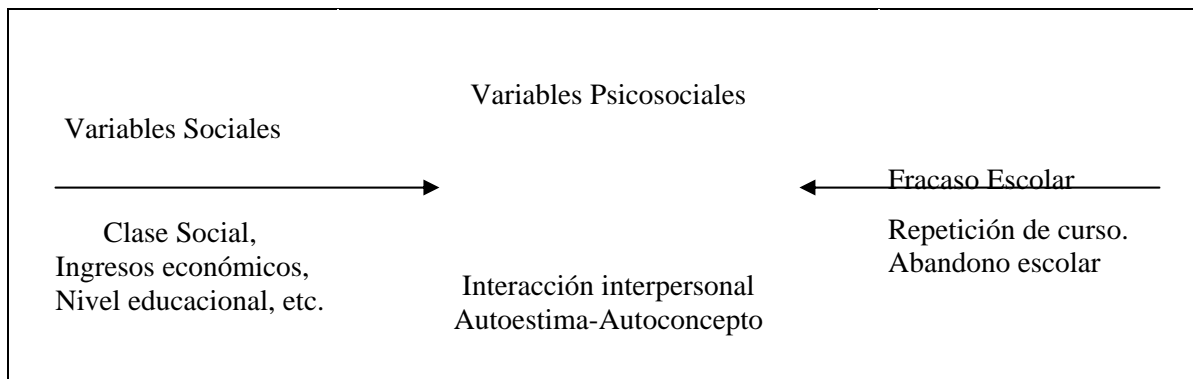 Variables Psicosociales
Variables Sociales
Fracaso Escolar
Clase Social,
Ingresos económicos,
Nivel educacional, etc.
Repetición de curso.
Abandono escolar
Interacción interpersonal
Autoestima-Autoconcepto